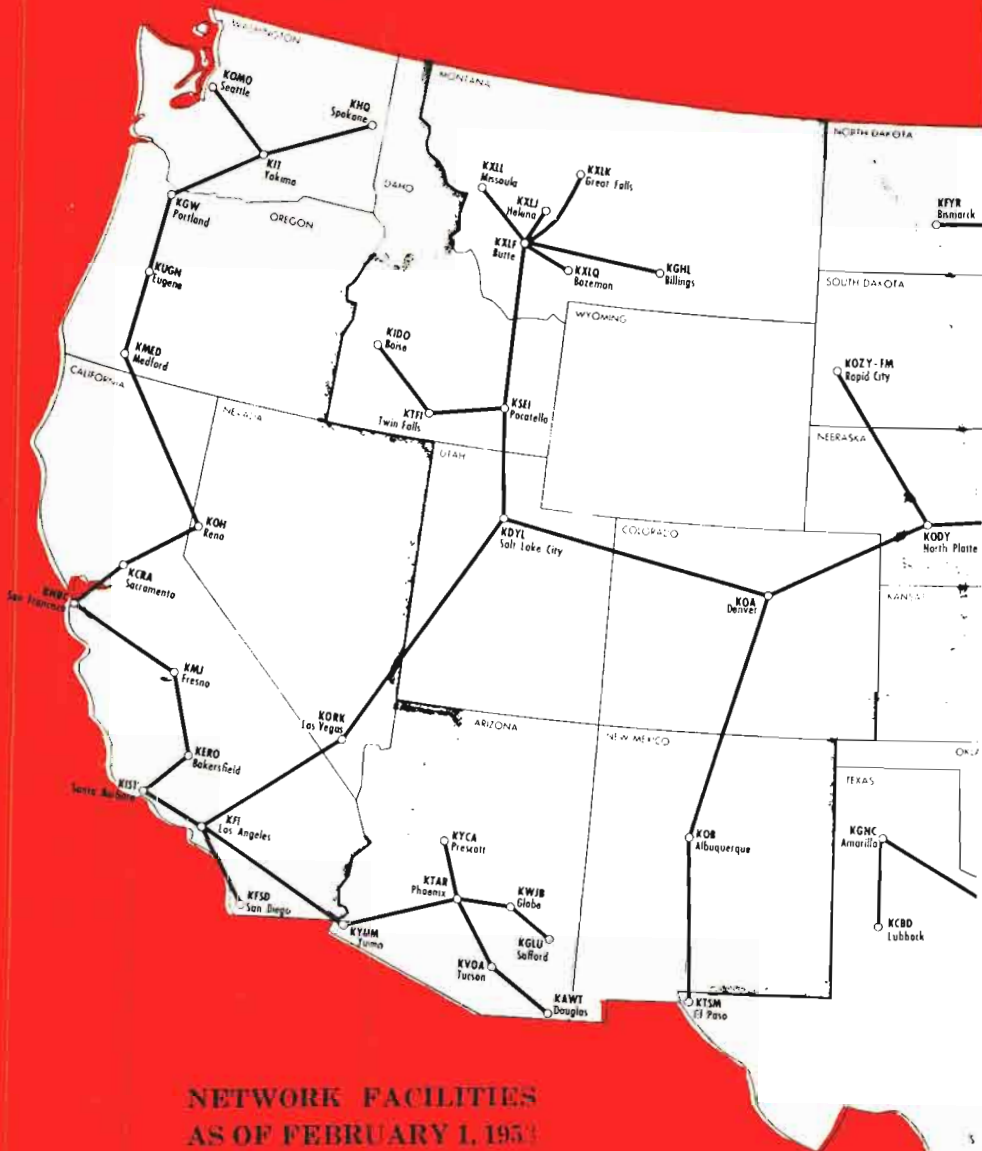 WASHINGTON
KOMO
Seattle
KHQ
Spokane
KIT
Yakima
KGW
Portland
OREGON
KUGN
Eugene
KMED
Medford
CALIFORNIA
NEVADA
KOH
Reno
KCRA
Sacramento
KNBC
San Francisco
KMJ
Fresno
KERO
Bakersfield
KIST
Santa Barbara
KFI
Los Angeles
KFSD
San Diego
KORK
Las Vegas
MONTANA
KXLL
Missoula
KXLK
Great Falls
KXLJ
Helena
KXLF
Butte
KXLQ
Bozeman
KGHL
Billings
IDAHO
KIDO
Boise
KTFI
Twin Falls
KSEI
Pocatello
WYOMING
UTAH
KDYL
Salt Lake City
COLORADO
KOA
Denver
ARIZONA
KYCA
Prescott
KTAR
Phoenix
KWJB
Globe
KGLU
Safford
KVOA
Tucson
KAWT
Douglas
KYUM
Yuma
NEW MEXICO
KOB
Albuquerque
KTSM
El Paso
NORTH DAKOTA
KFYR
Bismarck
SOUTH DAKOTA
KOZY-FM
Rapid City
NEBRASKA
KODY
North Platte
KANSAS
OKLA
TEXAS
KGNC
Amarillo
KCBD
Lubbock
NETWORK FACILITIES
AS OF FEBRUARY 1, 1953